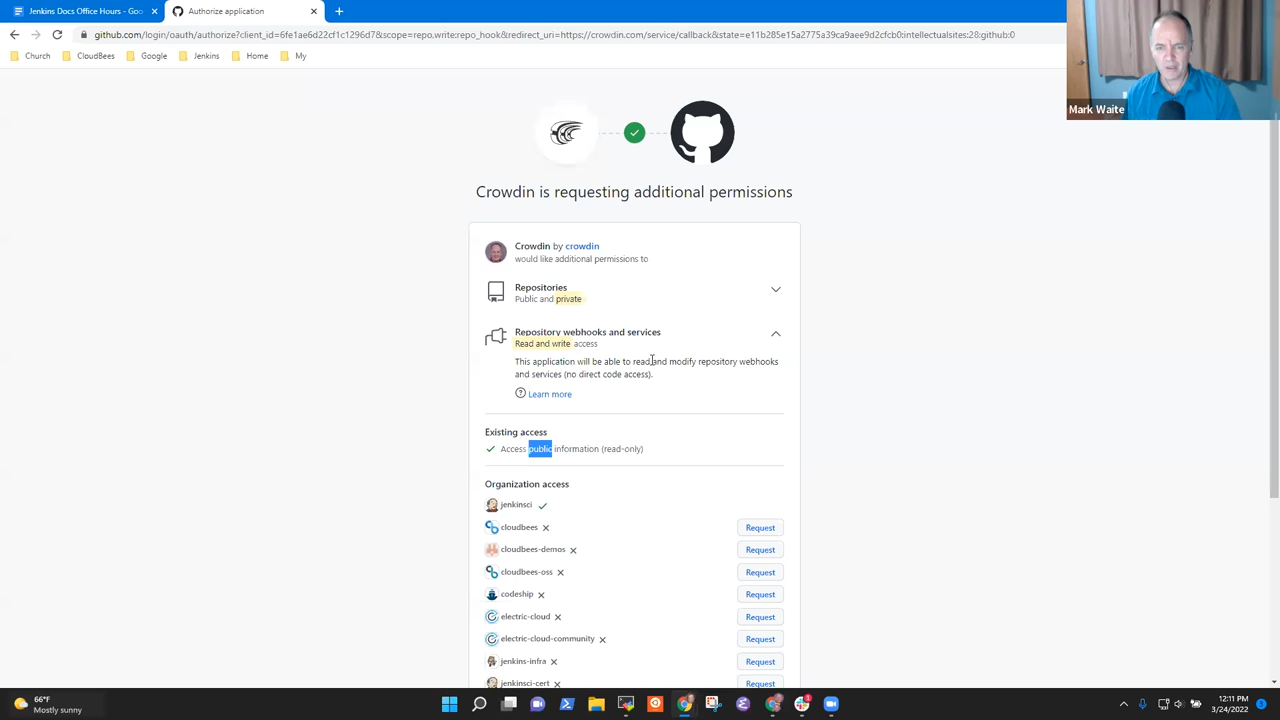 Jenkins Docs Office Hours - Goo
Authorize application
github.com/login/oauth/authorize?client_id=6fe1ae6d22cf1c1296d7&scope=repo,write:repo_hook&redirect_uri=https://crowdin.com/service/callback&state=e11b285e15a2775a39ca9aee9d2cfcb0:intellectualsites:28:github:0
Church
CloudBees
Google
Jenkins
Home
My
Mark Waite
Crowdin is requesting additional permissions
Crowdin by crowdin
would like additional permissions to
Repositories
Public and private
Repository webhooks and services
Read and write access
This application will be able to read and modify repository webhooks
and services (no direct code access).
Learn more
Existing access
Access public information (read-only)
Organization access
jenkinsci
cloudbees Request
cloudbees-demos Request
cloudbees-oss Request
codeship Request
electric-cloud Request
electric-cloud-community Request
jenkins-infra Request
jenkinsci-cert Request
66°F
Mostly sunny
12:11 PM
3/24/2022